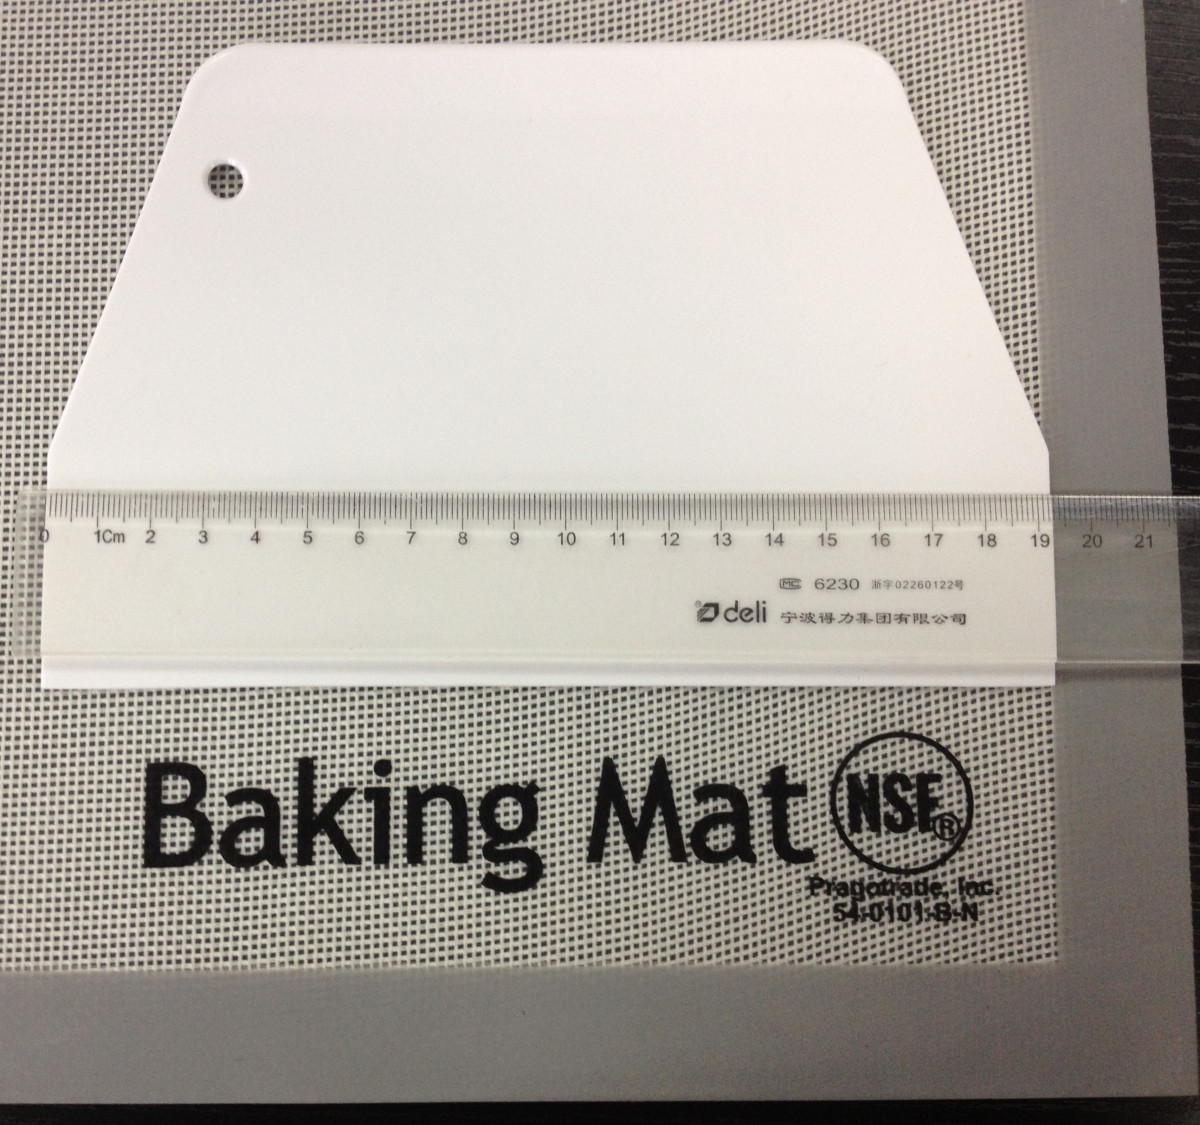 0 1Cm 2 3 4 5 6 7 8 9 10 11 12 13 14 15 16 17 18 19 20 21
MC 6230 浙字02260122号
deli 宁波得力集团有限公司
Baking Mat NSF®
Pragotrade, Inc.
54-0101-B-N